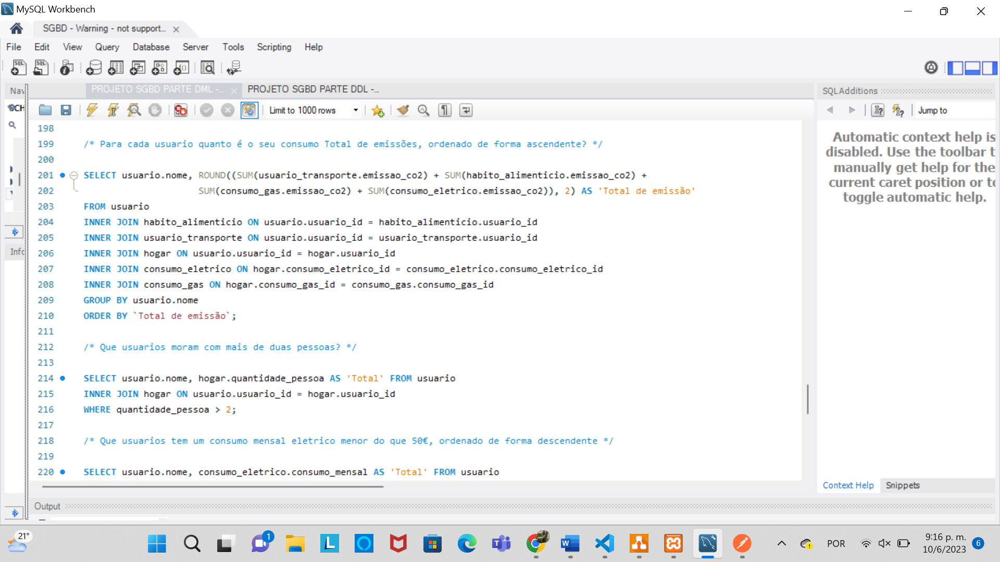 MySQL Workbench
SGBD - Warning - not support...
File Edit View Query Database Server Tools Scripting Help
Nav
PROJETO SGBD PARTE DML -...
PROJETO SGBD PARTE DDL -...
SQLAdditions
SCH
Limit to 1000 rows
Jump to
198
199 /* Para cada usuario quanto é o seu consumo Total de emissões, ordenado de forma ascendente? */
200
201 SELECT usuario.nome, ROUND((SUM(usuario_transporte.emissao_co2) + SUM(habito_alimenticio.emissao_co2) +
202 SUM(consumo_gas.emissao_co2) + SUM(consumo_eletrico.emissao_co2)), 2) AS 'Total de emissão'
203 FROM usuario
204 INNER JOIN habito_alimenticio ON usuario.usuario_id = habito_alimenticio.usuario_id
205 INNER JOIN usuario_transporte ON usuario.usuario_id = usuario_transporte.usuario_id
206 INNER JOIN hogar ON usuario.usuario_id = hogar.usuario_id
207 INNER JOIN consumo_eletrico ON hogar.consumo_eletrico_id = consumo_eletrico.consumo_eletrico_id
208 INNER JOIN consumo_gas ON hogar.consumo_gas_id = consumo_gas.consumo_gas_id
209 GROUP BY usuario.nome
210 ORDER BY `Total de emissão`;
211
212 /* Que usuarios moram com mais de duas pessoas? */
213
214 SELECT usuario.nome, hogar.quantidade_pessoa AS 'Total' FROM usuario
215 INNER JOIN hogar ON usuario.usuario_id = hogar.usuario_id
216 WHERE quantidade_pessoa > 2;
217
218 /* Que usuarios tem um consumo mensal eletrico menor do que 50€, ordenado de forma descendente */
219
220 SELECT usuario.nome, consumo_eletrico.consumo_mensal AS 'Total' FROM usuario
Info
Automatic context help is
disabled. Use the toolbar t
manually get help for the
current caret position or to
toggle automatic help.
Context Help Snippets
Output
21°
1
POR
9:16 p. m.
10/6/2023
6